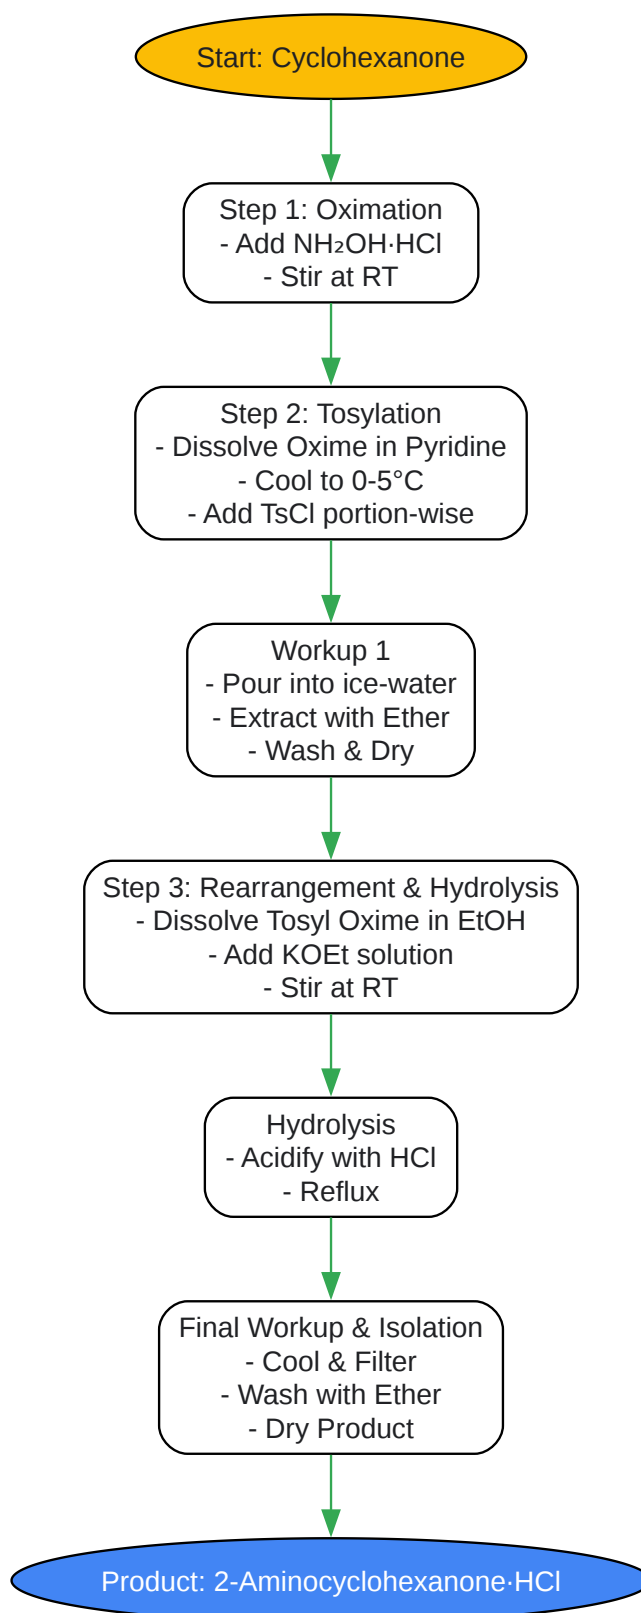 Start: Cyclohexanone
Step 1: Oximation
- Add NH₂OH·HCl
- Stir at RT
Step 2: Tosylation
- Dissolve Oxime in Pyridine
- Cool to 0-5°C
- Add TsCl portion-wise
Workup 1
- Pour into ice-water
- Extract with Ether
- Wash & Dry
Step 3: Rearrangement & Hydrolysis
- Dissolve Tosyl Oxime in EtOH
- Add KOEt solution
- Stir at RT
Hydrolysis
- Acidify with HCl
- Reflux
Final Workup & Isolation
- Cool & Filter
- Wash with Ether
- Dry Product
Product: 2-Aminocyclohexanone·HCl